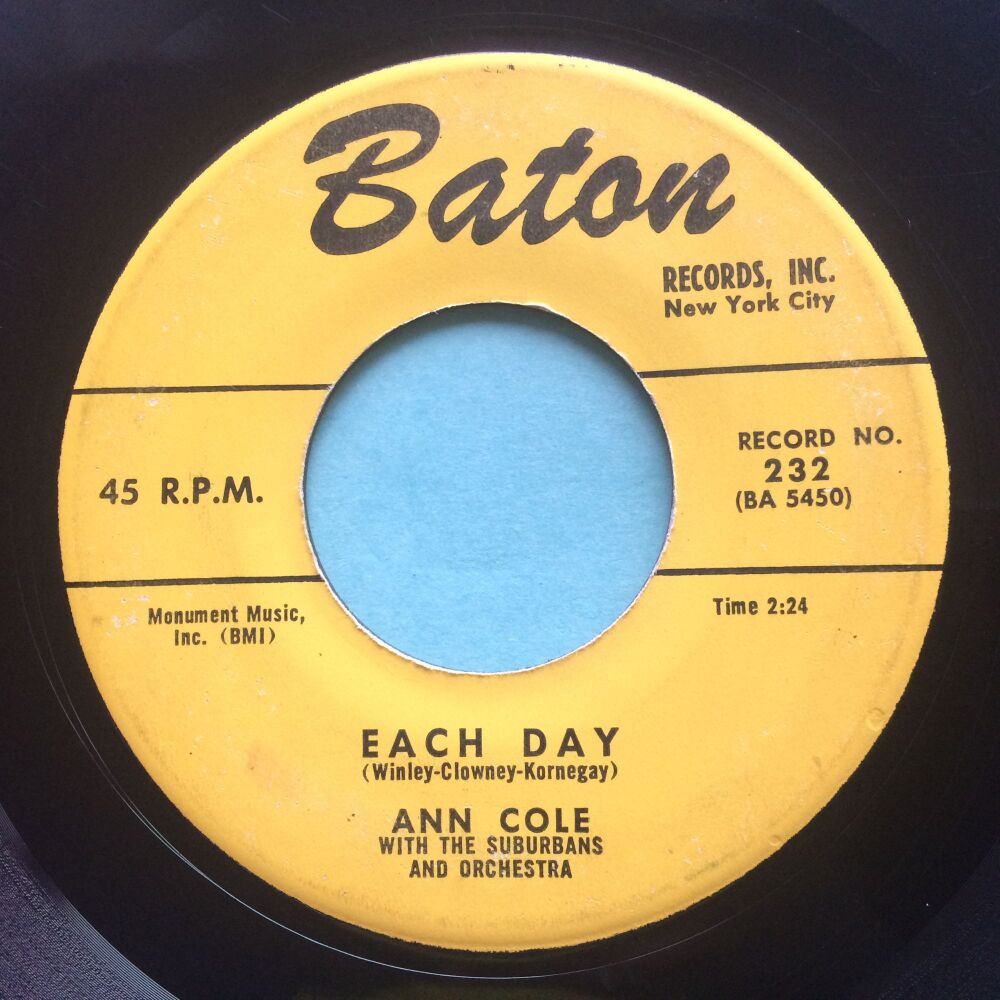 Baton
RECORDS, INC.
New York City
RECORD NO.
232
(BA 5450)
45 R.P.M.
Monument Music,
Inc. (BMI)
Time 2:24
EACH DAY
(Winley-Clowney-Kornegay)
ANN COLE
WITH THE SUBURBANS
AND ORCHESTRA